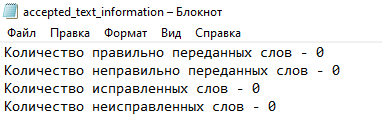 accepted_text_information – Блокнот
Файл Правка Формат Вид Справка
Количество правильно переданных слов - 0
Количество неправильно переданных слов - 0
Количество исправленных слов - 0
Количество неисправленных слов - 0